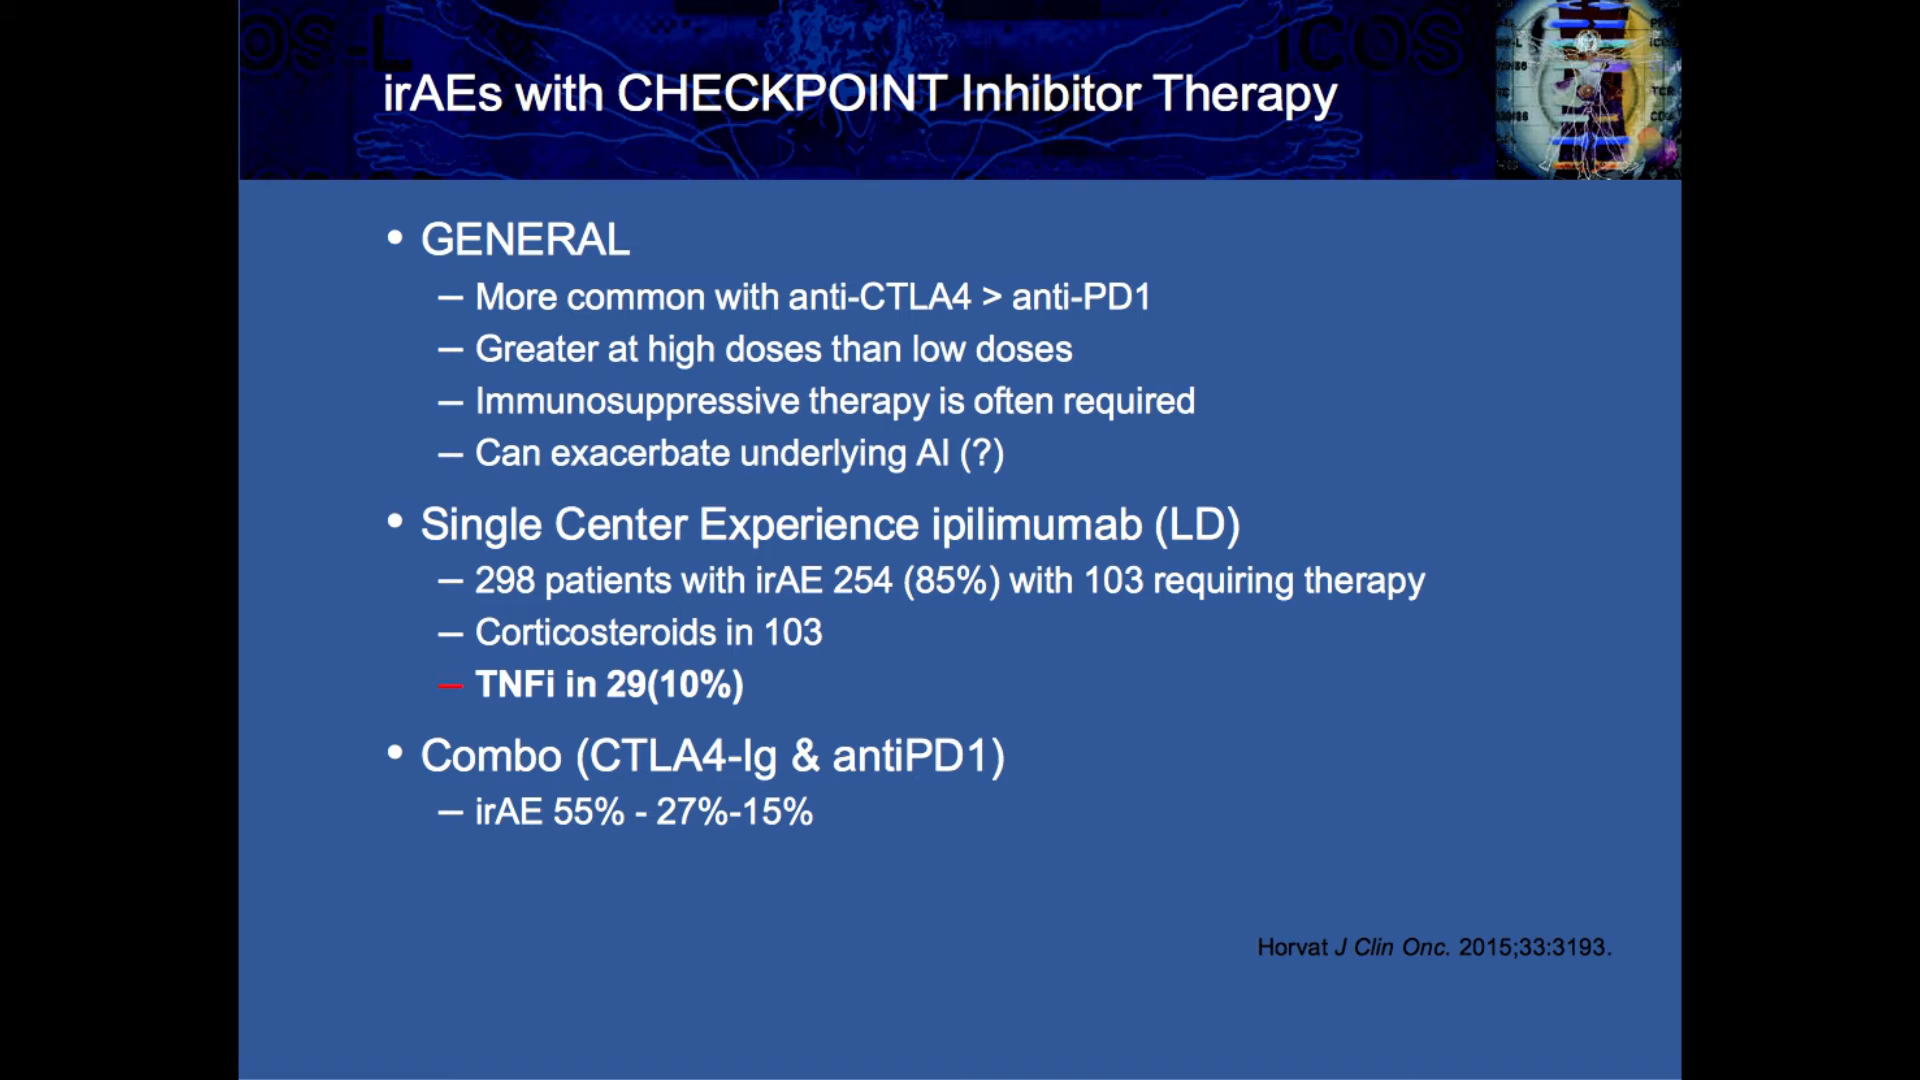 OS-L
iCOS
irAEs with CHECKPOINT Inhibitor Therapy
• GENERAL
– More common with anti-CTLA4 > anti-PD1
– Greater at high doses than low doses
– Immunosuppressive therapy is often required
– Can exacerbate underlying AI (?)
• Single Center Experience ipilimumab (LD)
– 298 patients with irAE 254 (85%) with 103 requiring therapy
– Corticosteroids in 103
– TNFi in 29(10%)
• Combo (CTLA4-Ig & antiPD1)
– irAE 55% - 27%-15%
Horvat J Clin Onc. 2015;33:3193.